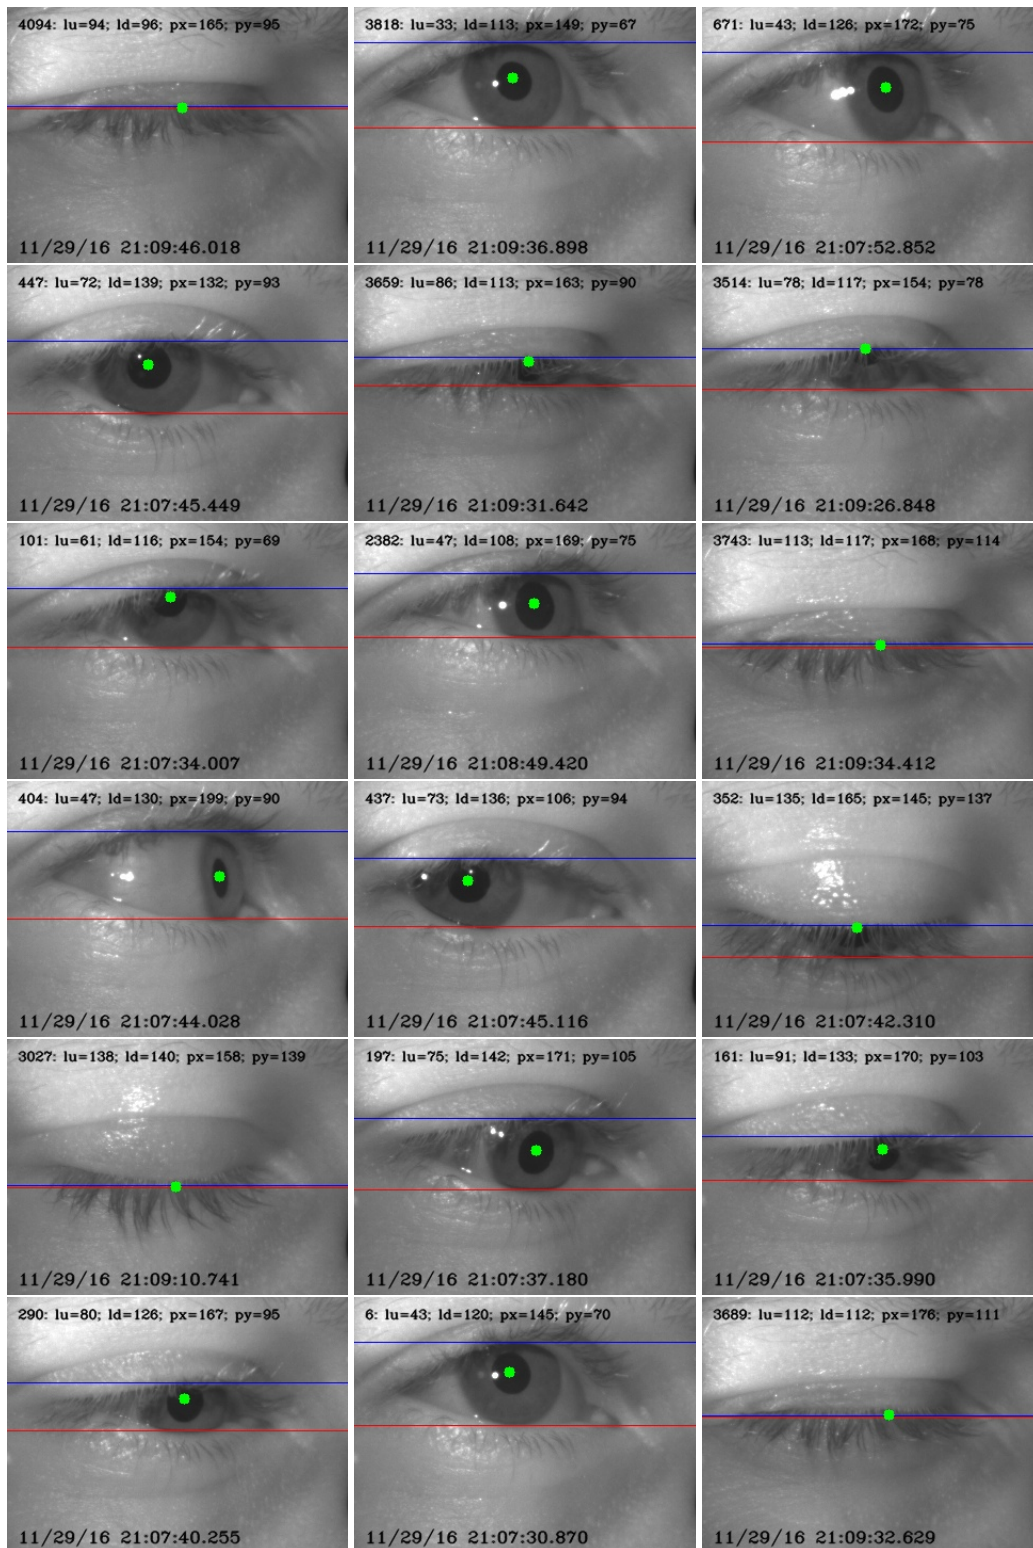 4094: lu=94; ld=96; px=165; py=95
3818: lu=33; ld=113; px=149; py=67
671: lu=43; ld=126; px=172; py=75
11/29/16 21:09:46.018
11/29/16 21:09:36.898
11/29/16 21:07:52.852
447: lu=72; ld=139; px=132; py=93
3659: lu=86; ld=113; px=163; py=90
3514: lu=78; ld=117; px=154; py=78
11/29/16 21:07:45.449
11/29/16 21:09:31.642
11/29/16 21:09:26.848
101: lu=61; ld=116; px=154; py=69
2382: lu=47; ld=108; px=169; py=75
3743: lu=113; ld=117; px=168; py=114
11/29/16 21:07:34.007
11/29/16 21:08:49.420
11/29/16 21:09:34.412
404: lu=47; ld=130; px=199; py=90
437: lu=73; ld=136; px=106; py=94
352: lu=135; ld=165; px=145; py=137
11/29/16 21:07:44.028
11/29/16 21:07:45.116
11/29/16 21:07:42.310
3027: lu=138; ld=140; px=158; py=139
197: lu=75; ld=142; px=171; py=105
161: lu=91; ld=133; px=170; py=103
11/29/16 21:09:10.741
11/29/16 21:07:37.180
11/29/16 21:07:35.990
290: lu=80; ld=126; px=167; py=95
6: lu=43; ld=120; px=145; py=70
3689: lu=112; ld=112; px=176; py=111
11/29/16 21:07:40.255
11/29/16 21:07:30.870
11/29/16 21:09:32.629